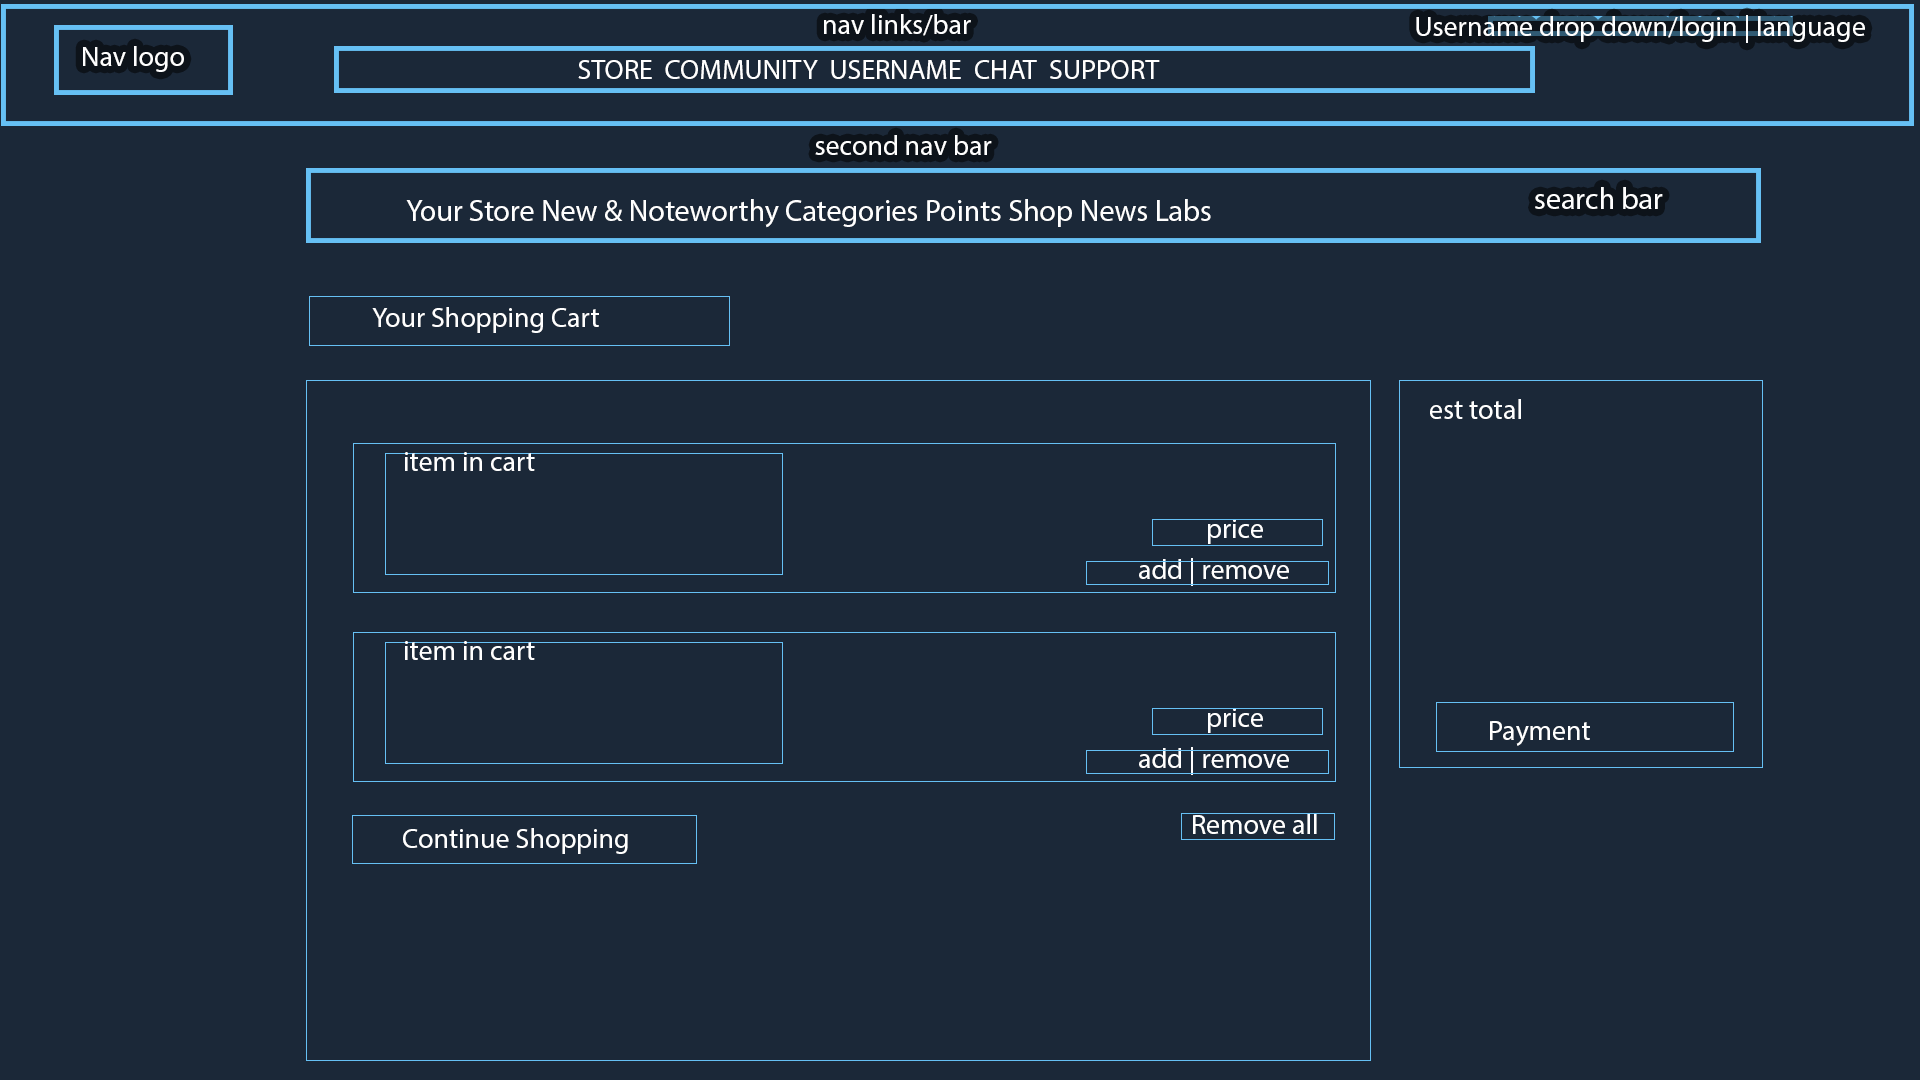 nav links/bar
Username drop down/login | language
Nav logo
STORE COMMUNITY USERNAME CHAT SUPPORT
second nav bar
Your Store New & Noteworthy Categories Points Shop News Labs
search bar
Your Shopping Cart
est total
item in cart
price
add | remove
item in cart
price
add | remove
Payment
Continue Shopping
Remove all